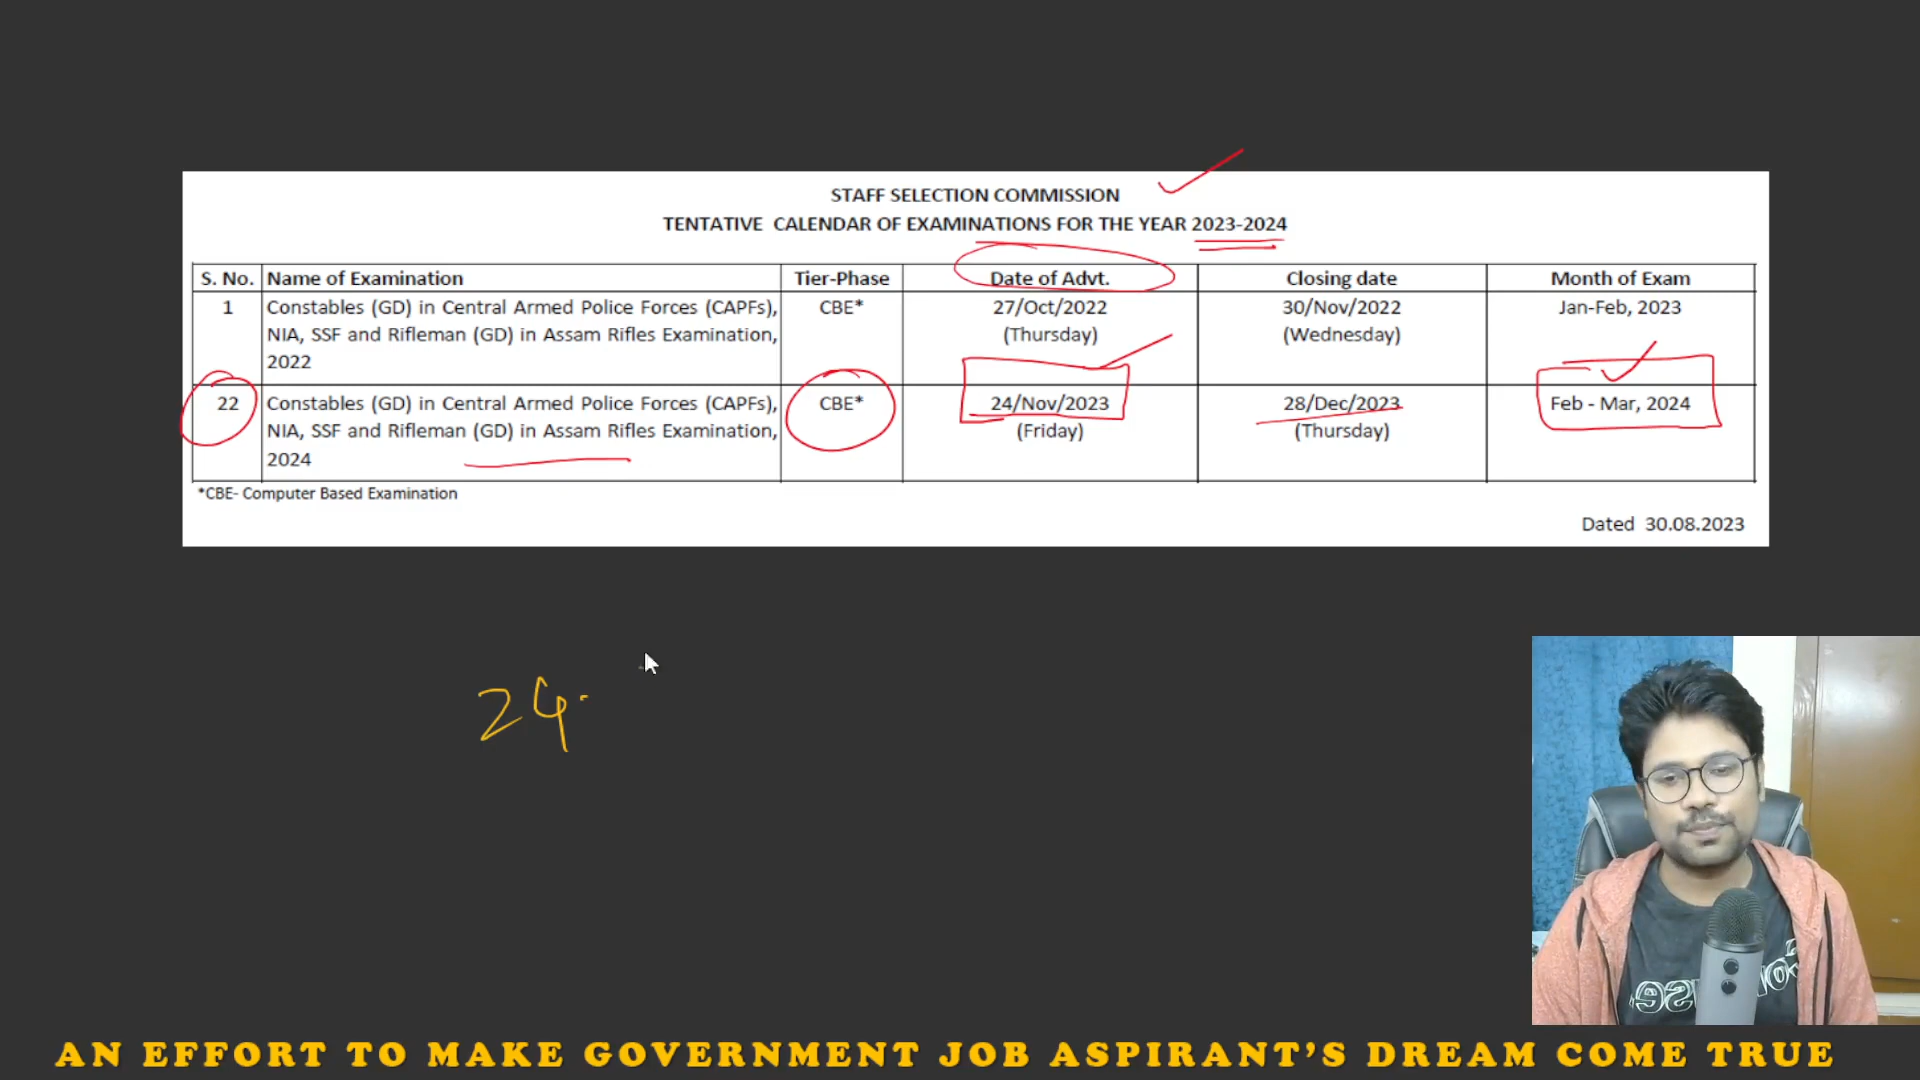 STAFF SELECTION COMMISSION
TENTATIVE CALENDAR OF EXAMINATIONS FOR THE YEAR 2023-2024
S. No. Name of Examination Tier-Phase Date of Advt. Closing date Month of Exam
1 Constables (GD) in Central Armed Police Forces (CAPFs), CBE* 27/Oct/2022 30/Nov/2022 Jan-Feb, 2023
NIA, SSF and Rifleman (GD) in Assam Rifles Examination, (Thursday) (Wednesday)
2022
22 Constables (GD) in Central Armed Police Forces (CAPFs), CBE* 24/Nov/2023 28/Dec/2023 Feb - Mar, 2024
NIA, SSF and Rifleman (GD) in Assam Rifles Examination, (Friday) (Thursday)
2024
*CBE- Computer Based Examination
Dated 30.08.2023
24
AN EFFORT TO MAKE GOVERNMENT JOB ASPIRANT'S DREAM COME TRUE